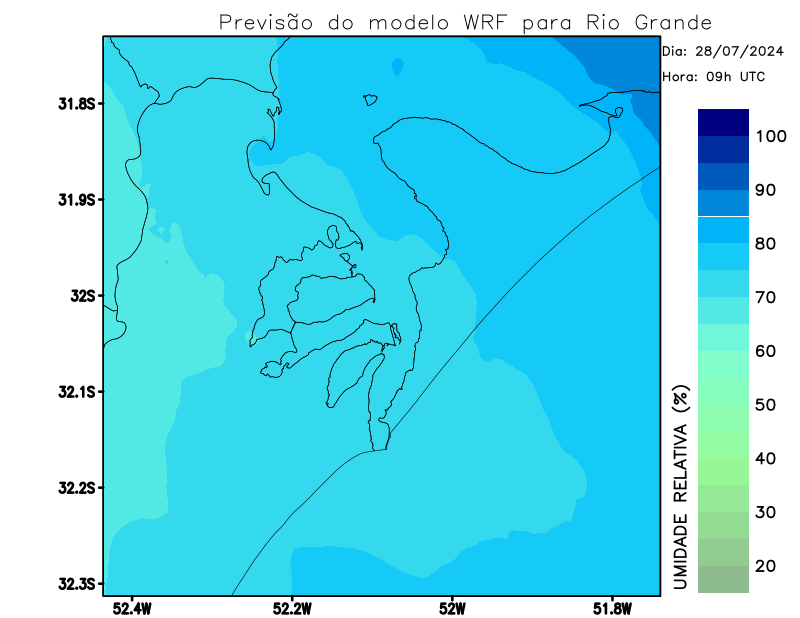 Previsão do modelo WRF para Rio Grande
Dia: 28/07/2024
Hora: 09h UTC
31.8S
31.9S
32S
32.1S
32.2S
32.3S
52.4W
52.2W
52W
51.8W
100
90
80
70
60
50
40
30
20
UMIDADE RELATIVA (%)